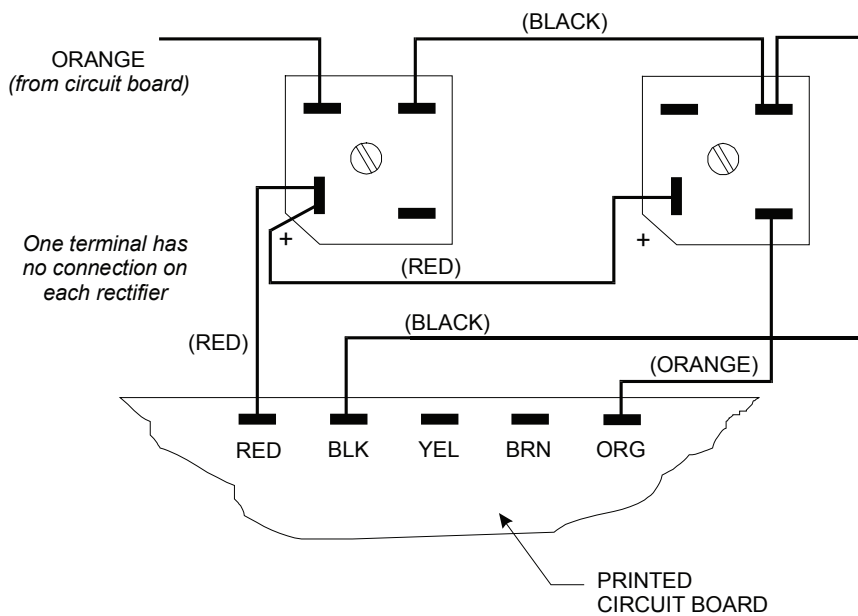 (BLACK)
ORANGE
(from circuit board)
+
+
One terminal has
no connection on
each rectifier
(RED)
(BLACK)
(RED)
(ORANGE)
RED
BLK
YEL
BRN
ORG
PRINTED
CIRCUIT BOARD